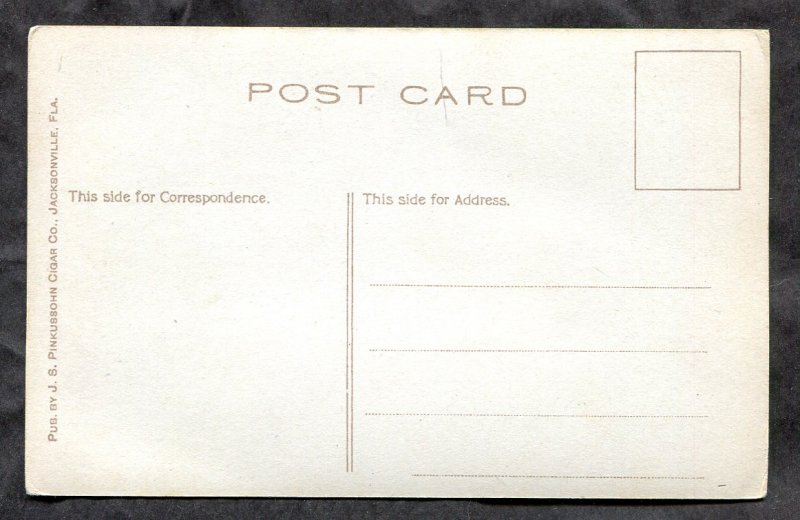 POST CARD
This side for Correspondence.
This side for Address.
PUB. BY J. S. PINKUSSOHN CIGAR CO., JACKSONVILLE, FLA.